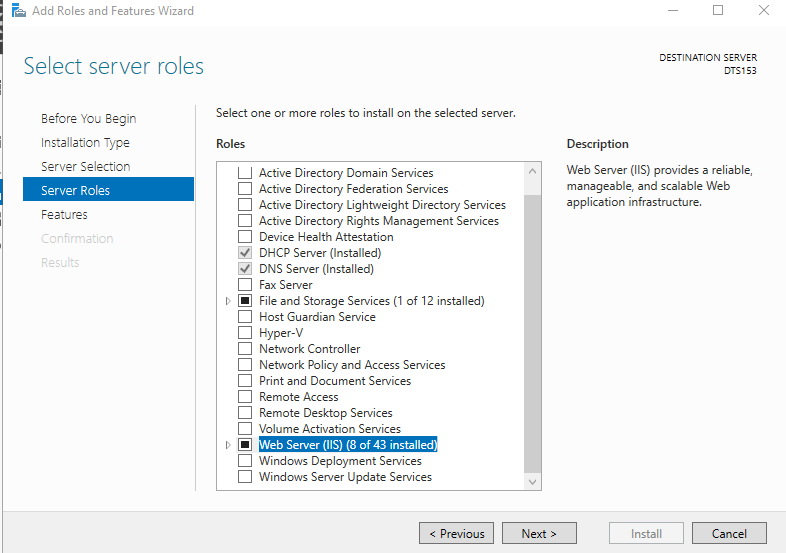 Add Roles and Features Wizard
Select server roles
DESTINATION SERVER
DTS153
Before You Begin
Installation Type
Server Selection
Server Roles
Features
Confirmation
Results
Select one or more roles to install on the selected server.
Roles
Active Directory Domain Services
Active Directory Federation Services
Active Directory Lightweight Directory Services
Active Directory Rights Management Services
Device Health Attestation
DHCP Server (Installed)
DNS Server (Installed)
Fax Server
File and Storage Services (1 of 12 installed)
Host Guardian Service
Hyper-V
Network Controller
Network Policy and Access Services
Print and Document Services
Remote Access
Remote Desktop Services
Volume Activation Services
Web Server (IIS) (8 of 43 installed)
Windows Deployment Services
Windows Server Update Services
Description
Web Server (IIS) provides a reliable,
manageable, and scalable Web
application infrastructure.
< Previous
Next >
Install
Cancel